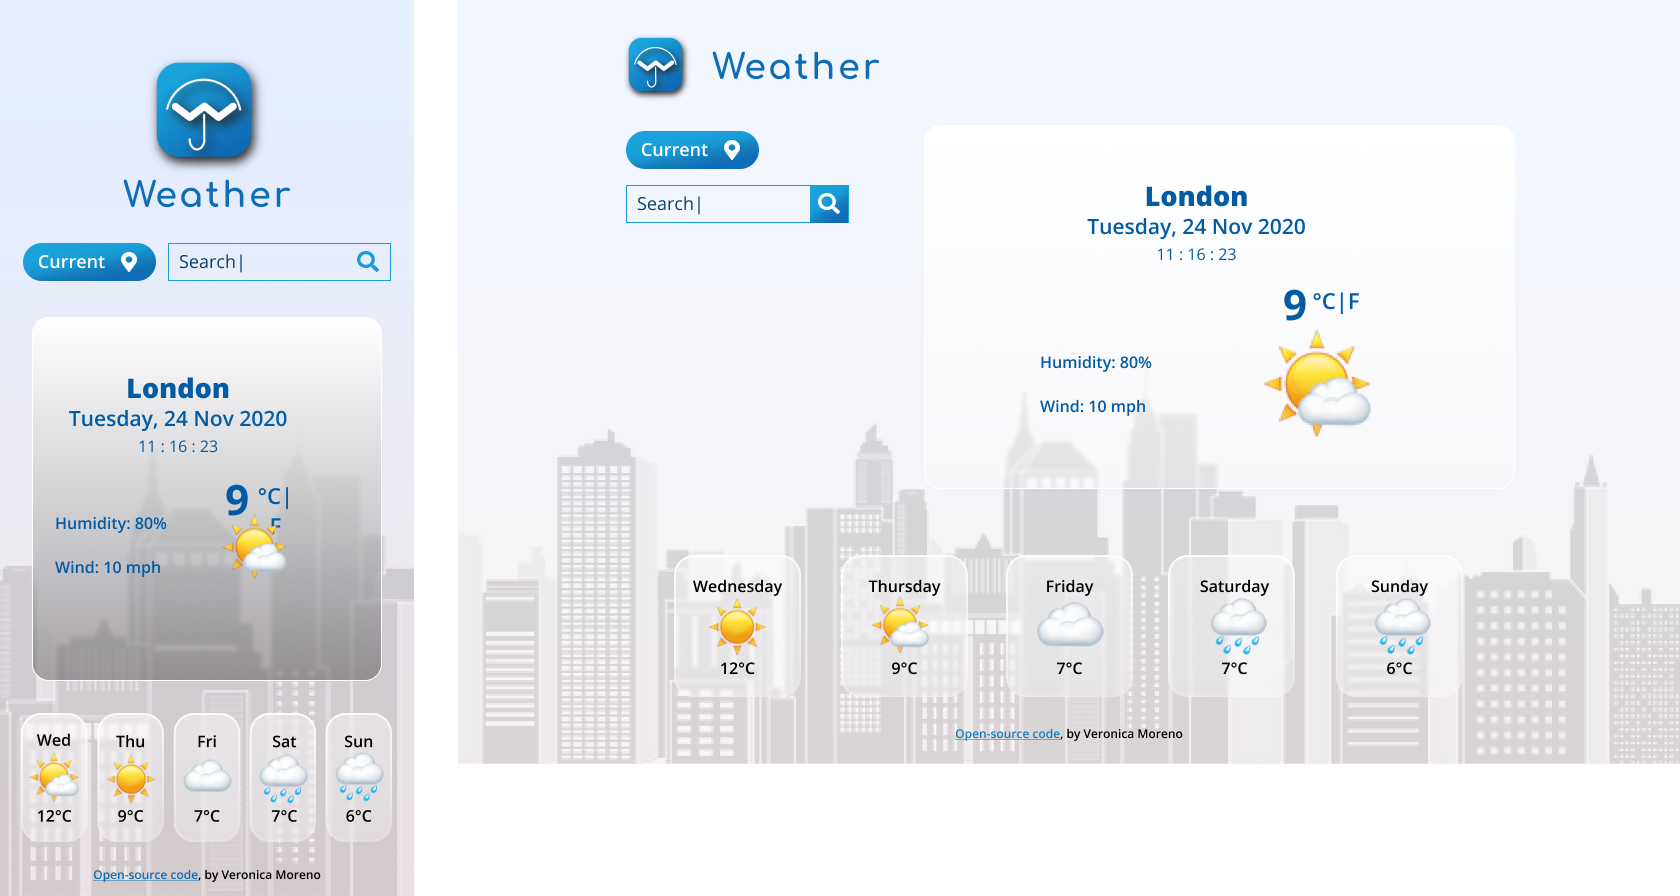 Weather
Current
Search|
London
Tuesday, 24 Nov 2020
11 : 16 : 23
9 °C|
F
Humidity: 80%
Wind: 10 mph
Wed Thu Fri Sat Sun
12°C 9°C 7°C 7°C 6°C
Open-source code, by Veronica Moreno
Weather
Current
Search|
London
Tuesday, 24 Nov 2020
11 : 16 : 23
9 °C|F
Humidity: 80%
Wind: 10 mph
Wednesday Thursday Friday Saturday Sunday
12°C 9°C 7°C 7°C 6°C
Open-source code, by Veronica Moreno